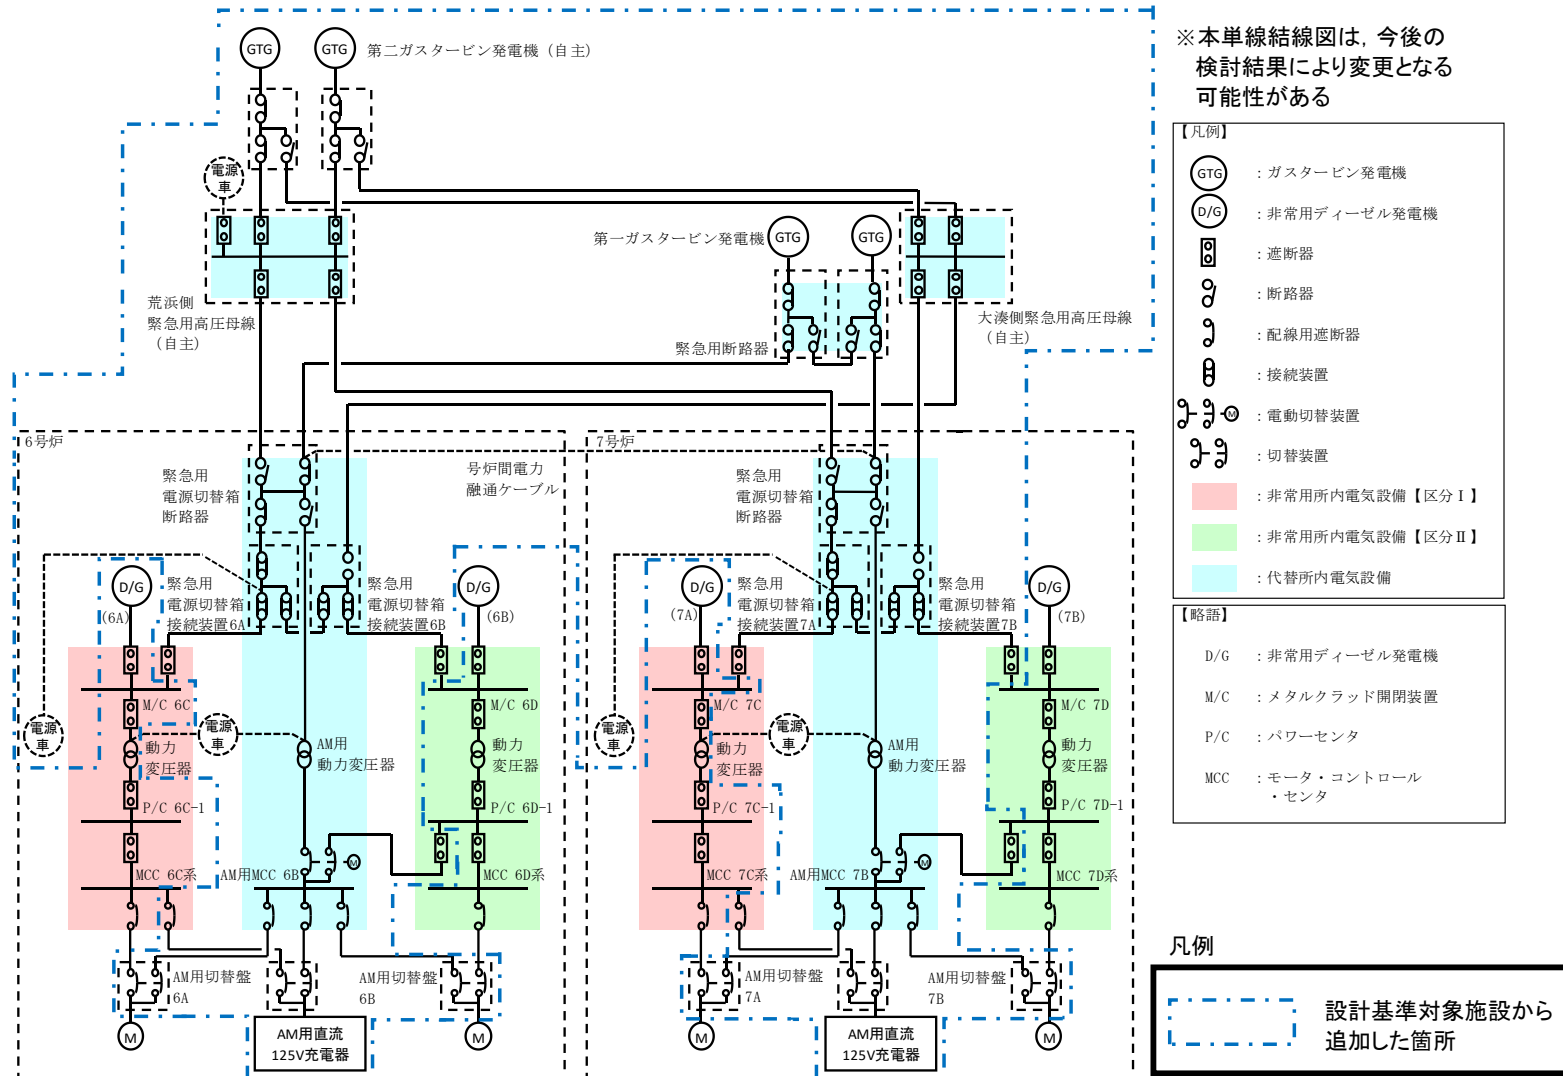 GTG
GTG
第二ガスタービン発電機（自主）
電源
車
第一ガスタービン発電機
GTG
GTG
荒浜側
緊急用高圧母線
（自主）
緊急用断路器
大湊側緊急用高圧母線
（自主）
6号炉
緊急用
電源切替箱
断路器
号炉間電力
融通ケーブル
D/G
(6A)
緊急用
電源切替箱
接続装置6A
緊急用
電源切替箱
接続装置6B
D/G
(6B)
M/C 6C
M/C 6D
電源
車
電源
車
動力
変圧器
AM用
動力変圧器
動力
変圧器
P/C 6C-1
P/C 6D-1
M
MCC 6C系
AM用MCC 6B
MCC 6D系
AM用切替盤
6A
AM用切替盤
6B
M
AM用直流
125V充電器
M
7号炉
緊急用
電源切替箱
断路器
D/G
(7A)
緊急用
電源切替箱
接続装置7A
緊急用
電源切替箱
接続装置7B
D/G
(7B)
M/C 7C
M/C 7D
電源
車
電源
車
動力
変圧器
AM用
動力変圧器
動力
変圧器
P/C 7C-1
P/C 7D-1
M
MCC 7C系
AM用MCC 7B
MCC 7D系
AM用切替盤
7A
AM用切替盤
7B
M
AM用直流
125V充電器
M
※本単線結線図は，今後の
検討結果により変更となる
可能性がある
【凡例】
GTG ：ガスタービン発電機
D/G ：非常用ディーゼル発電機
：遮断器
：断路器
：配線用遮断器
：接続装置
M ：電動切替装置
：切替装置
：非常用所内電気設備【区分Ⅰ】
：非常用所内電気設備【区分Ⅱ】
：代替所内電気設備
【略語】
D/G ：非常用ディーゼル発電機
M/C ：メタルクラッド開閉装置
P/C ：パワーセンタ
MCC ：モータ・コントロール
・センタ
凡例
設計基準対象施設から
追加した箇所